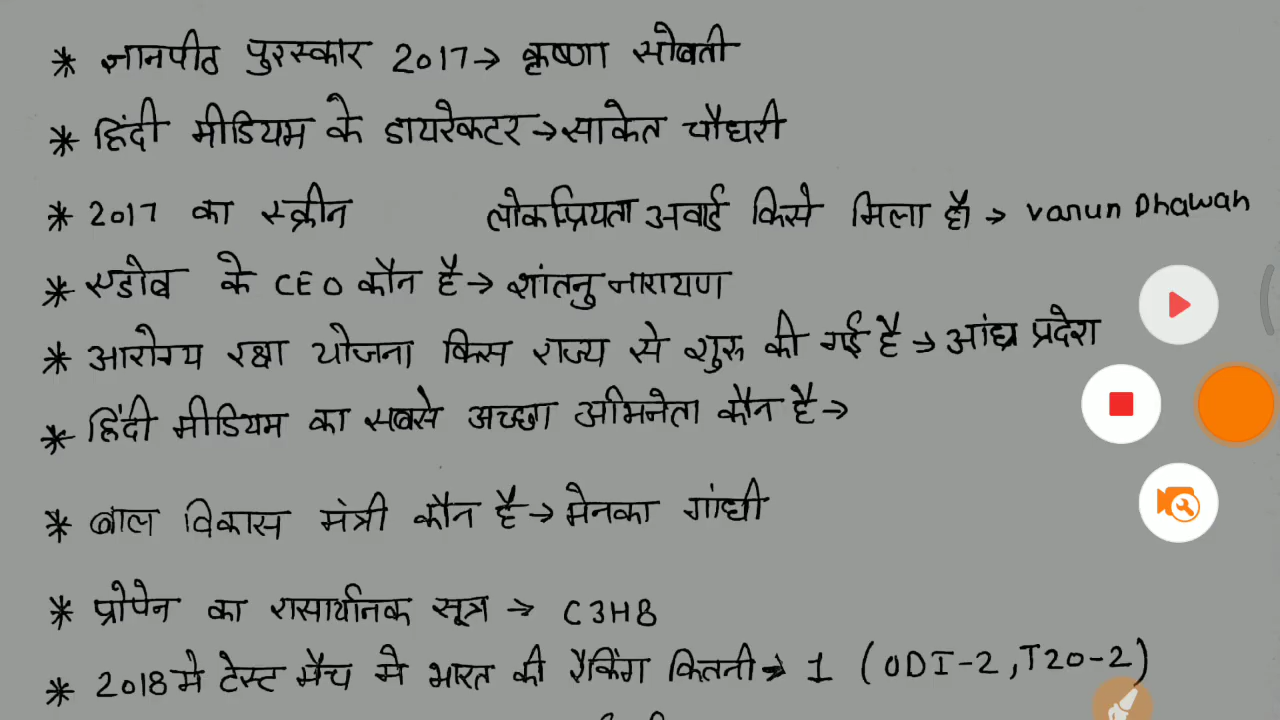 * ज्ञानपीठ पुरस्कार 2017→ कृष्णा सोबती
* हिंदी मीडियम के डायरेक्टर→साकेत चौधरी
* 2017 का स्क्रीन लोकप्रियता अवार्ड किसे मिला है → Varun Dhawan
* एडोब के CEO कौन है→ शांतनु नारायण
* आरोग्य रक्षा योजना किस राज्य से शुरू की गई है→ आंध्र प्रदेश
* हिंदी मीडियम का सबसे अच्छा अभिनेता कौन है→
* बाल विकास मंत्री कौन है→ मेनका गांधी
* प्रोपेन का रासायनिक सूत्र → C3H8
* 2018 मे टेस्ट मैच मे भारत की रैंकिंग कितनी→ 1 (ODI-2, T20-2)